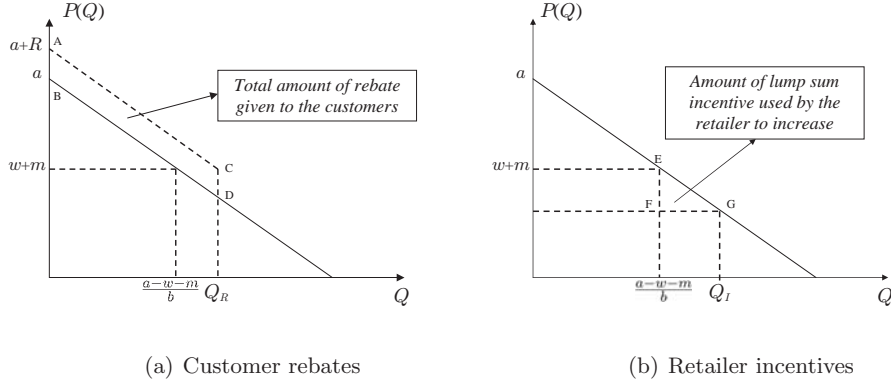 P(Q)
a+R
A
a
B
Total amount of rebate
given to the customers
w+m
C
D
a−w−m
b
Q_R
Q
(a) Customer rebates
P(Q)
a
Amount of lump sum
incentive used by the
retailer to increase
w+m
E
F
G
a−w−m
b
Q_I
Q
(b) Retailer incentives